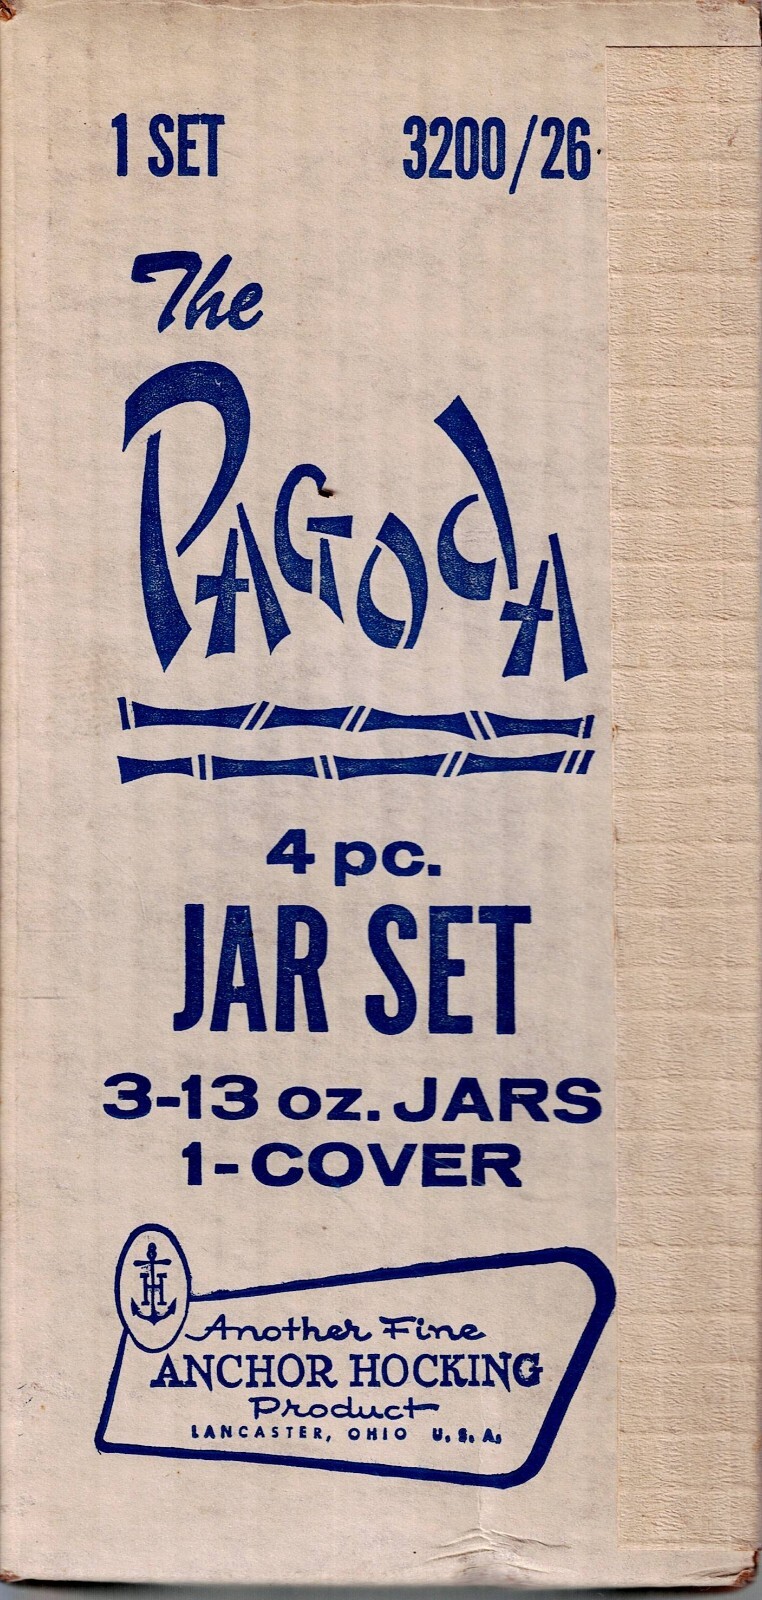 1 SET 3200/26
The
PAGOdA
4 pc.
JAR SET
3-13 oz. JARS
1-COVER
H
Another Fine
ANCHOR HOCKING
Product
LANCASTER, OHIO U.S.A.